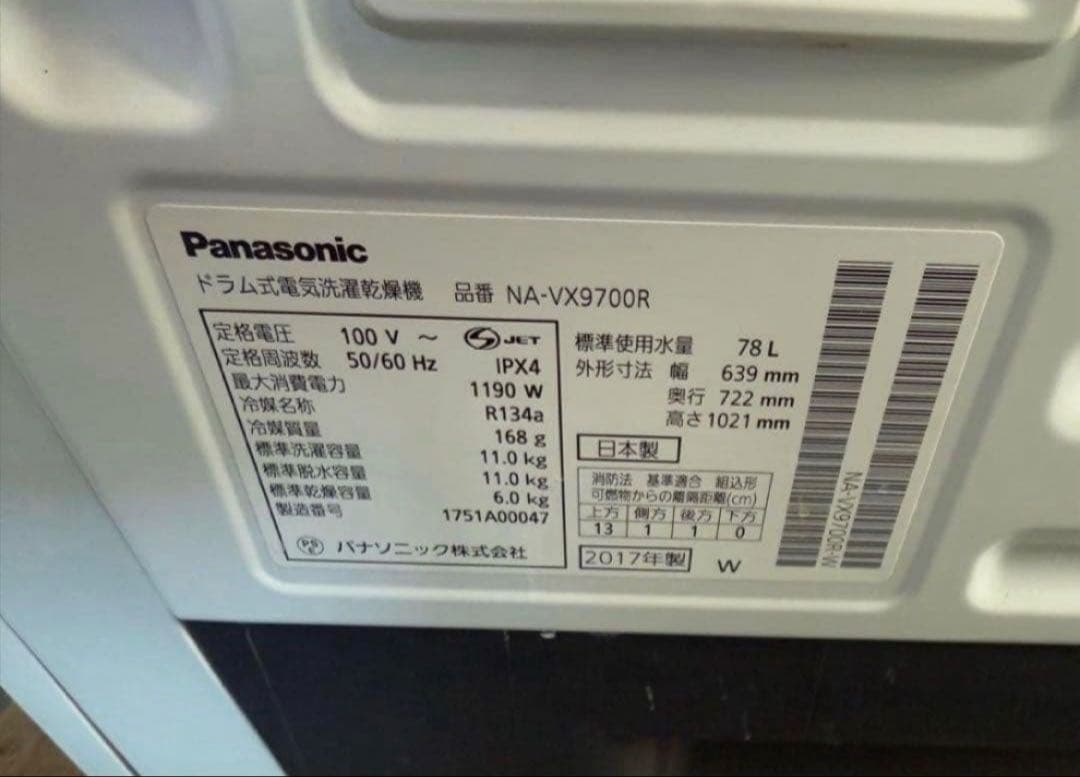 Panasonic
ドラム式電気洗濯乾燥機 品番 NA-VX9700R
定格電圧 100 V ～ JET
定格周波数 50/60 Hz IPX4
最大消費電力 1190 W
冷媒名称 R134a
冷媒質量 168 g
標準洗濯容量 11.0 kg
標準脱水容量 11.0 kg
標準乾燥容量 6.0 kg
製造番号 1751A00047
PS E パナソニック株式会社
標準使用水量 78 L
外形寸法 幅 639 mm
奥行 722 mm
高さ 1021 mm
日本製
消防法 基準適合 組込形
可燃物からの離隔距離(cm)
上方 側方 後方 下方
13 1 1 0
2017年製 W
NA-VX9700R-W